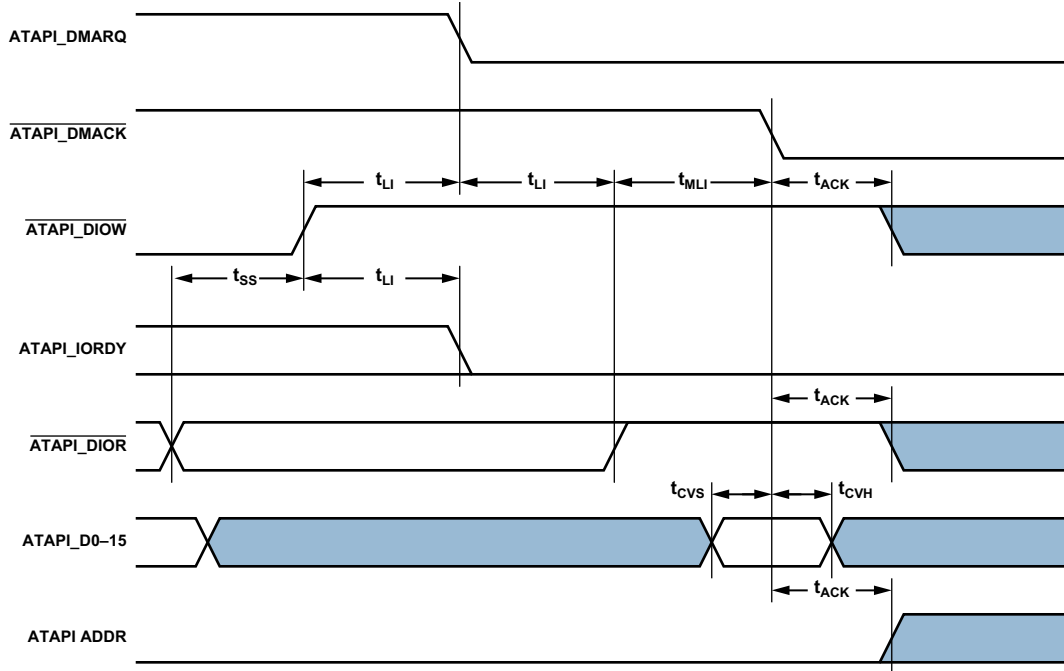 ATAPI_DMARQ
ATAPI_DMACK
tLI tLI tMLI tACK
ATAPI_DIOW
tSS tLI
ATAPI_IORDY
tACK
ATAPI_DIOR
tCVS tCVH
ATAPI_D0–15
tACK
ATAPI ADDR